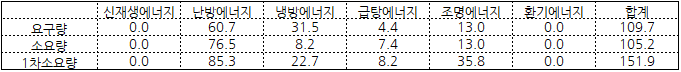 신재생에너지 난방에너지 냉방에너지 급탕에너지 조명에너지 환기에너지 합계
요구량 0.0 60.7 31.5 4.4 13.0 0.0 109.7
소요량 0.0 76.5 8.2 7.4 13.0 0.0 105.2
1차소요량 0.0 85.3 22.7 8.2 35.8 0.0 151.9